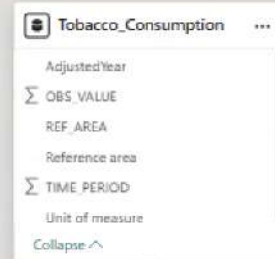 Tobacco_Consumption ...
AdjustedYear
∑ OBS_VALUE
REF_AREA
Reference area
∑ TIME_PERIOD
Unit of measure
Collapse